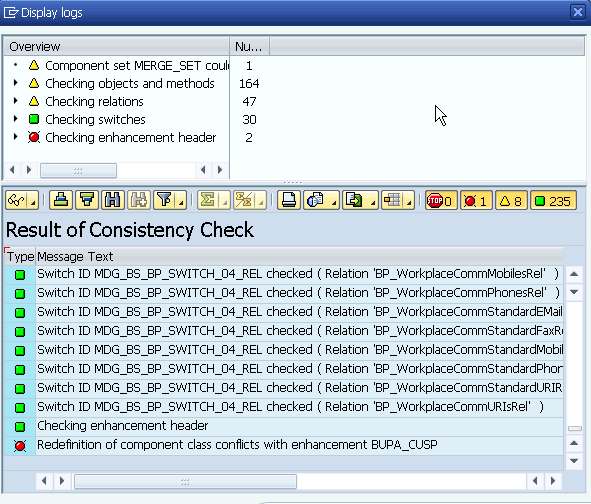 Display logs
Overview Nu...
Component set MERGE_SET coul 1
Checking objects and methods 164
Checking relations 47
Checking switches 30
Checking enhancement header 2
STOP 0 1 8 235
Result of Consistency Check
Type Message Text
Switch ID MDG_BS_BP_SWITCH_04_REL checked ( Relation 'BP_WorkplaceCommMobilesRel' )
Switch ID MDG_BS_BP_SWITCH_04_REL checked ( Relation 'BP_WorkplaceCommPhonesRel' )
Switch ID MDG_BS_BP_SWITCH_04_REL checked ( Relation 'BP_WorkplaceCommStandardEMail
Switch ID MDG_BS_BP_SWITCH_04_REL checked ( Relation 'BP_WorkplaceCommStandardFaxR
Switch ID MDG_BS_BP_SWITCH_04_REL checked ( Relation 'BP_WorkplaceCommStandardMobil
Switch ID MDG_BS_BP_SWITCH_04_REL checked ( Relation 'BP_WorkplaceCommStandardPhon
Switch ID MDG_BS_BP_SWITCH_04_REL checked ( Relation 'BP_WorkplaceCommStandardURIR
Switch ID MDG_BS_BP_SWITCH_04_REL checked ( Relation 'BP_WorkplaceCommURIsRel' )
Checking enhancement header
Redefinition of component class conflicts with enhancement BUPA_CUSP